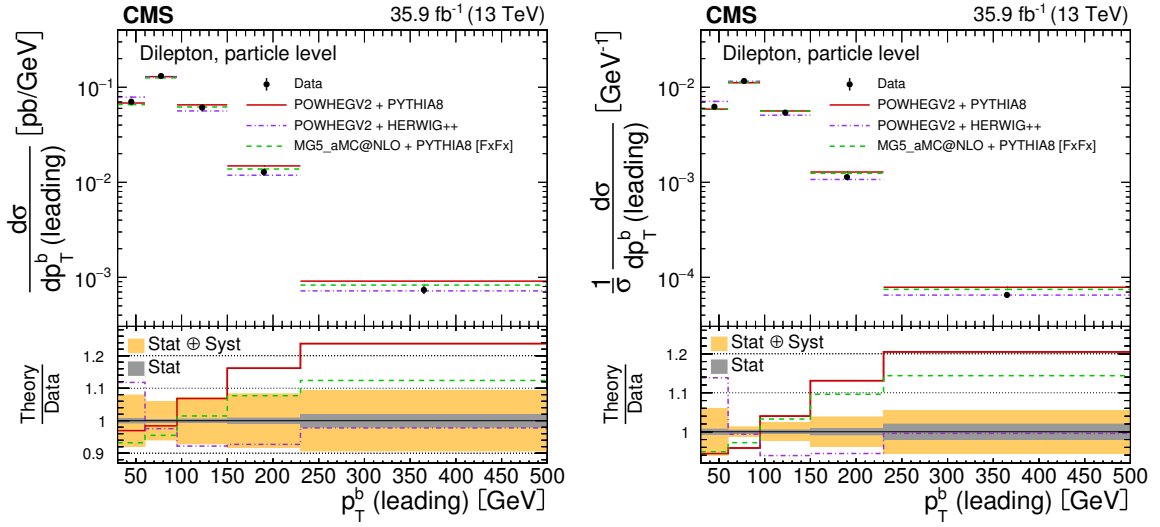 CMS 35.9 fb⁻¹ (13 TeV)
Dilepton, particle level
Data
POWHEGV2 + PYTHIA8
POWHEGV2 + HERWIG++
MG5_aMC@NLO + PYTHIA8 [FxFx]
dσ / dp_T^b (leading) [pb/GeV]
10⁻¹
10⁻²
10⁻³
Stat ⊕ Syst
Stat
Theory / Data
1.2
1.1
1.0
0.9
50 100 150 200 250 300 350 400 450 500
p_T^b (leading) [GeV]
CMS 35.9 fb⁻¹ (13 TeV)
Dilepton, particle level
Data
POWHEGV2 + PYTHIA8
POWHEGV2 + HERWIG++
MG5_aMC@NLO + PYTHIA8 [FxFx]
1/σ dσ / dp_T^b (leading) [GeV⁻¹]
10⁻²
10⁻³
10⁻⁴
Stat ⊕ Syst
Stat
Theory / Data
1.2
1.1
1
50 100 150 200 250 300 350 400 450 500
p_T^b (leading) [GeV]